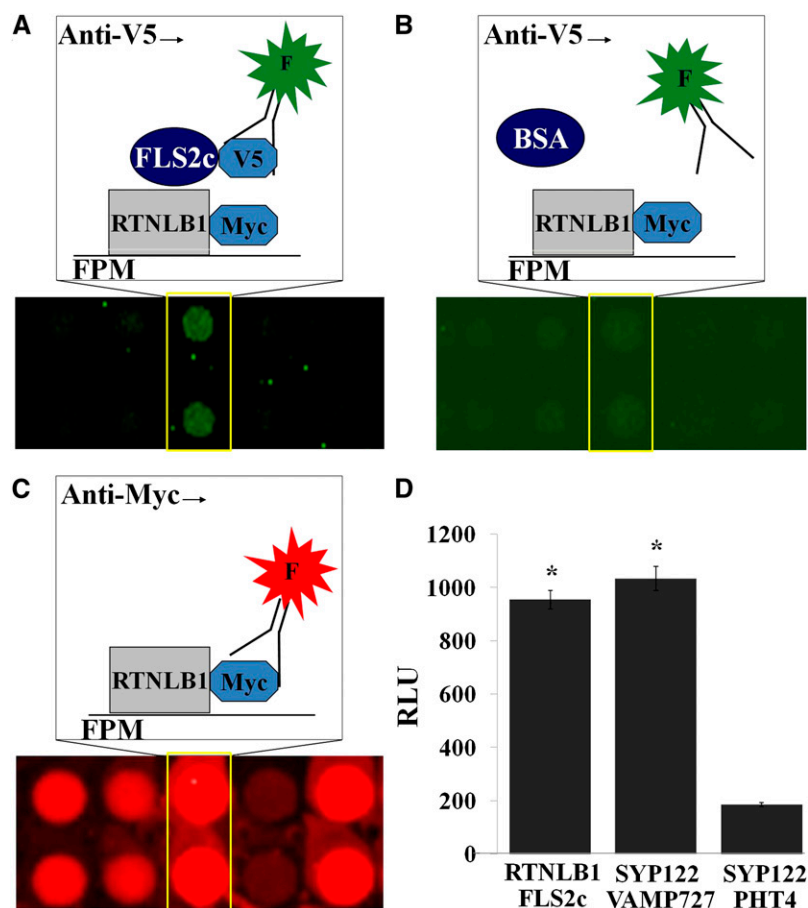 A
Anti-V5→
F
FLS2c
V5
RTNLB1
Myc
FPM
B
Anti-V5→
F
BSA
RTNLB1
Myc
FPM
C
Anti-Myc→
F
RTNLB1
Myc
FPM
D
1200
1000
800
600
400
200
0
RLU
*
*
RTNLB1
FLS2c
SYP122
VAMP727
SYP122
PHT4